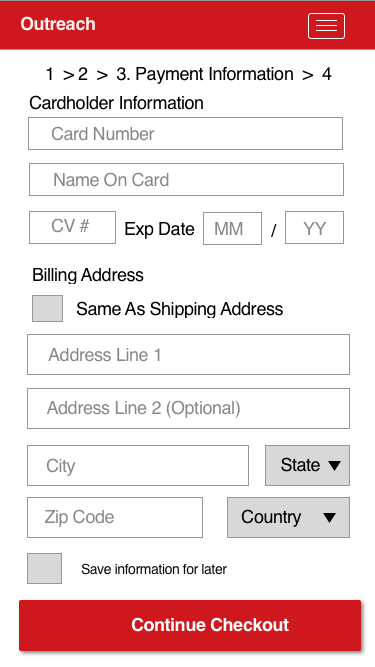 Outreach
1 > 2 > 3. Payment Information > 4
Cardholder Information
Card Number
Name On Card
CV # Exp Date MM / YY
Billing Address
Same As Shipping Address
Address Line 1
Address Line 2 (Optional)
City State
Zip Code Country
Save information for later
Continue Checkout